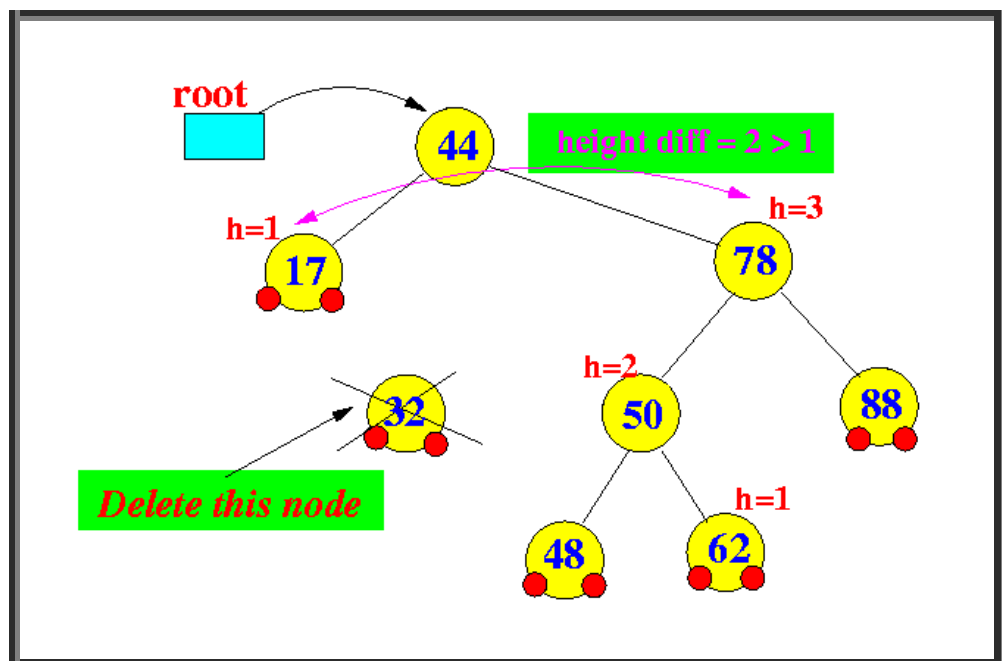 root
44
height diff = 2 > 1
h=1
h=3
17
78
h=2
32
50
88
Delete this node
h=1
48
62